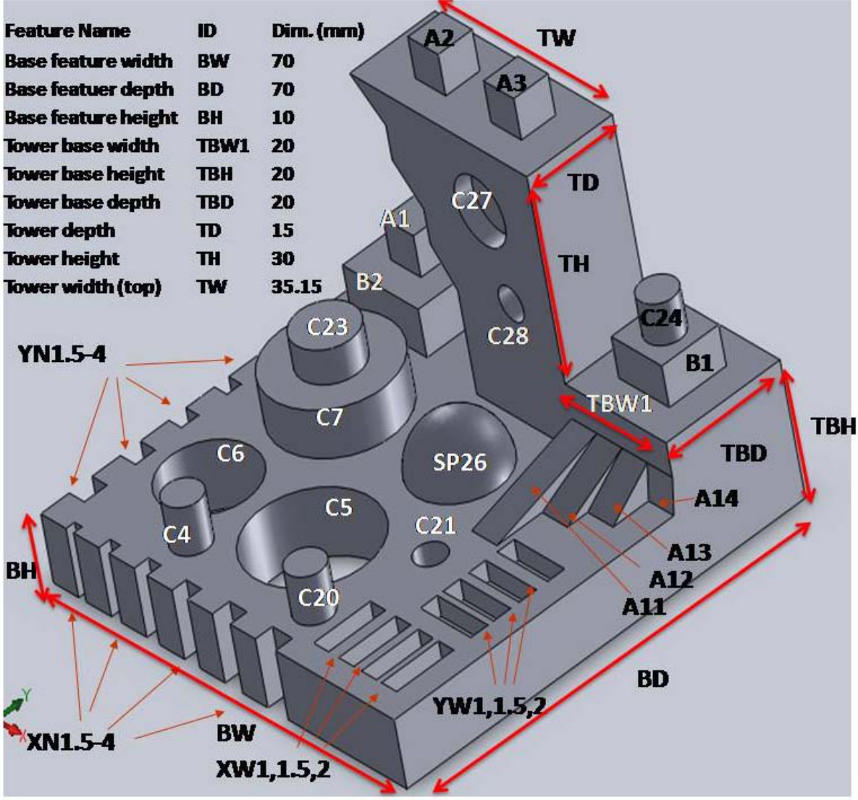 Feature Name ID Dim. (mm)
Base feature width BW 70
Base featuer depth BD 70
Base feature height BH 10
Tower base width TBW1 20
Tower base height TBH 20
Tower base depth TBD 20
Tower depth TD 15
Tower height TH 30
Tower width (top) TW 35.15
A2
TW
A3
TD
C27
A1
TH
B2
C28
C24
C23
YN1.5-4
B1
TBW1
C7
TBH
TBD
C6
SP26
C5
A14
C4
C21
A13
BH
A12
C20
A11
BD
YW1,1.5,2
BW
XN1.5-4
XW1,1.5,2
Y
X